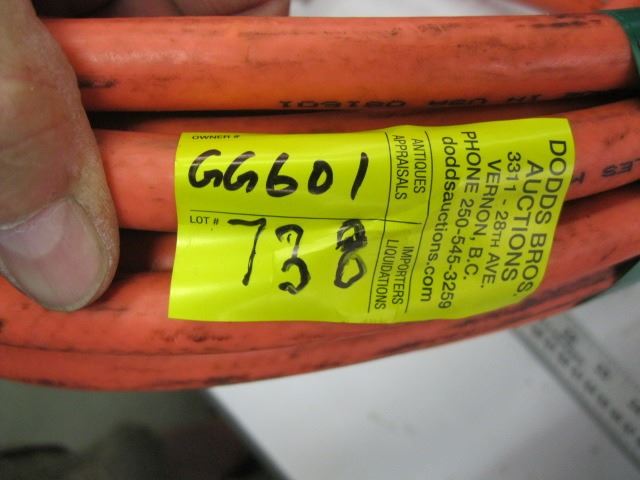 OWNER #
GG601
LOT #
738
ANTIQUES
APPRAISALS
IMPORTERS
LIQUIDATIONS
DODDS BROS.
AUCTIONS
3311 - 28TH AVE.
VERNON, B.C.
PHONE 250-545-3259
doddsauctions.com
IN USA 081601